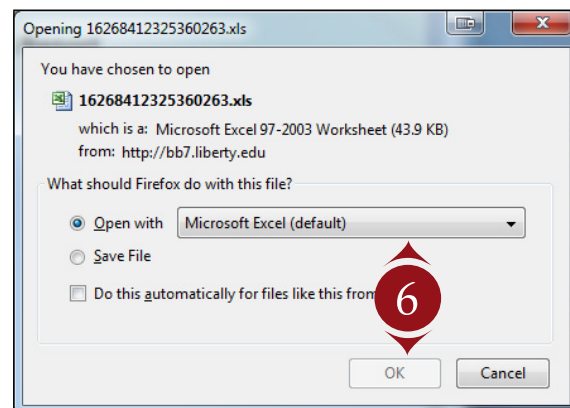 Opening 16268412325360263.xls
You have chosen to open
16268412325360263.xls
which is a: Microsoft Excel 97-2003 Worksheet (43.9 KB)
from: http://bb7.liberty.edu
What should Firefox do with this file?
Open with Microsoft Excel (default)
Save File
Do this automatically for files like this from
6
OK Cancel